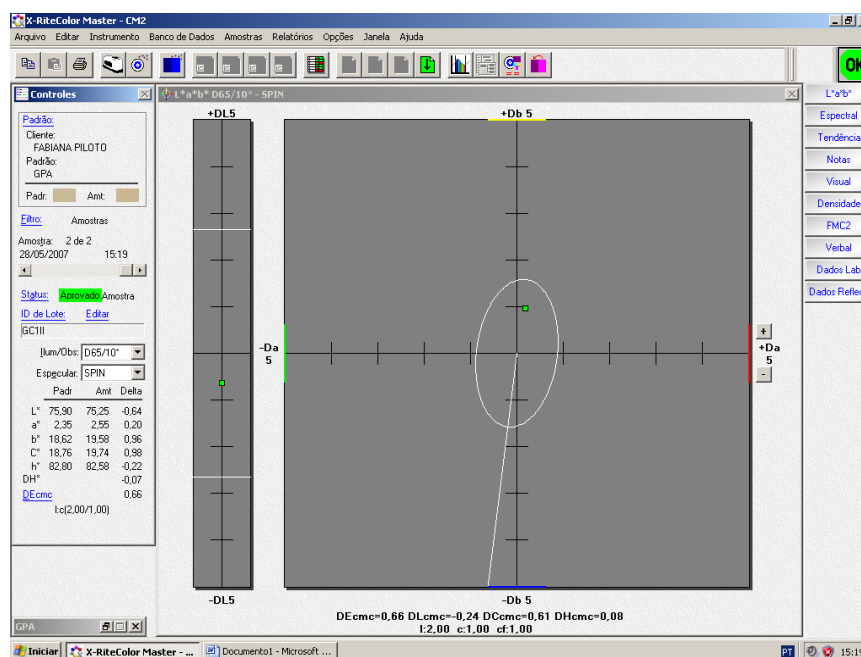 X-RiteColor Master - CM2
Arquivo Editar Instrumento Banco de Dados Amostras Relatórios Opções Janela Ajuda
OK
Controles
Padrão:
Cliente:
FABIANA PILOTO
Padrão:
GPA
Padr: Amt:
Filtro: Amostras
Amostra: 2 de 2
28/05/2007 15:19
Status: Aprovado Amostra
ID de Lote: Editar
GC1II
Ilum/Obs: D65/10°
Especular: SPIN
Padr Amt Delta
L* 75,90 75,25 -0,64
a* 2,35 2,55 0,20
b* 18,62 19,58 0,96
C* 18,76 19,74 0,98
h° 82,80 82,58 -0,22
DH* -0,07
DEcmc 0,66
l:c(2,00/1,00)
GPA
L*a*b* D65/10° - SPIN
+DL5
-DL5
+Db 5
-Da
5
+
+Da
5
-
-Db 5
DEcmc=0,66 DLcmc=-0,24 DCcmc=0,61 DHcmc=0,08
l:2,00 c:1,00 cf:1,00
L*a*b*
Espectral
Tendência
Notas
Visual
Densidade
FMC2
Verbal
Dados Lab
Dados Reflec
Iniciar X-RiteColor Master - ... Documento1 - Microsoft ... PT 15:19